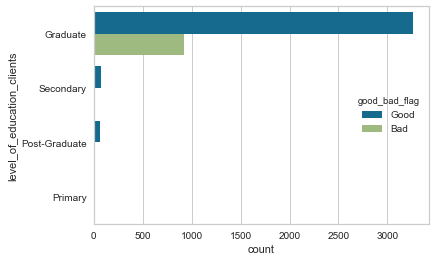 level_of_education_clients
Graduate
Secondary
Post-Graduate
Primary
good_bad_flag
Good
Bad
0 500 1000 1500 2000 2500 3000
count